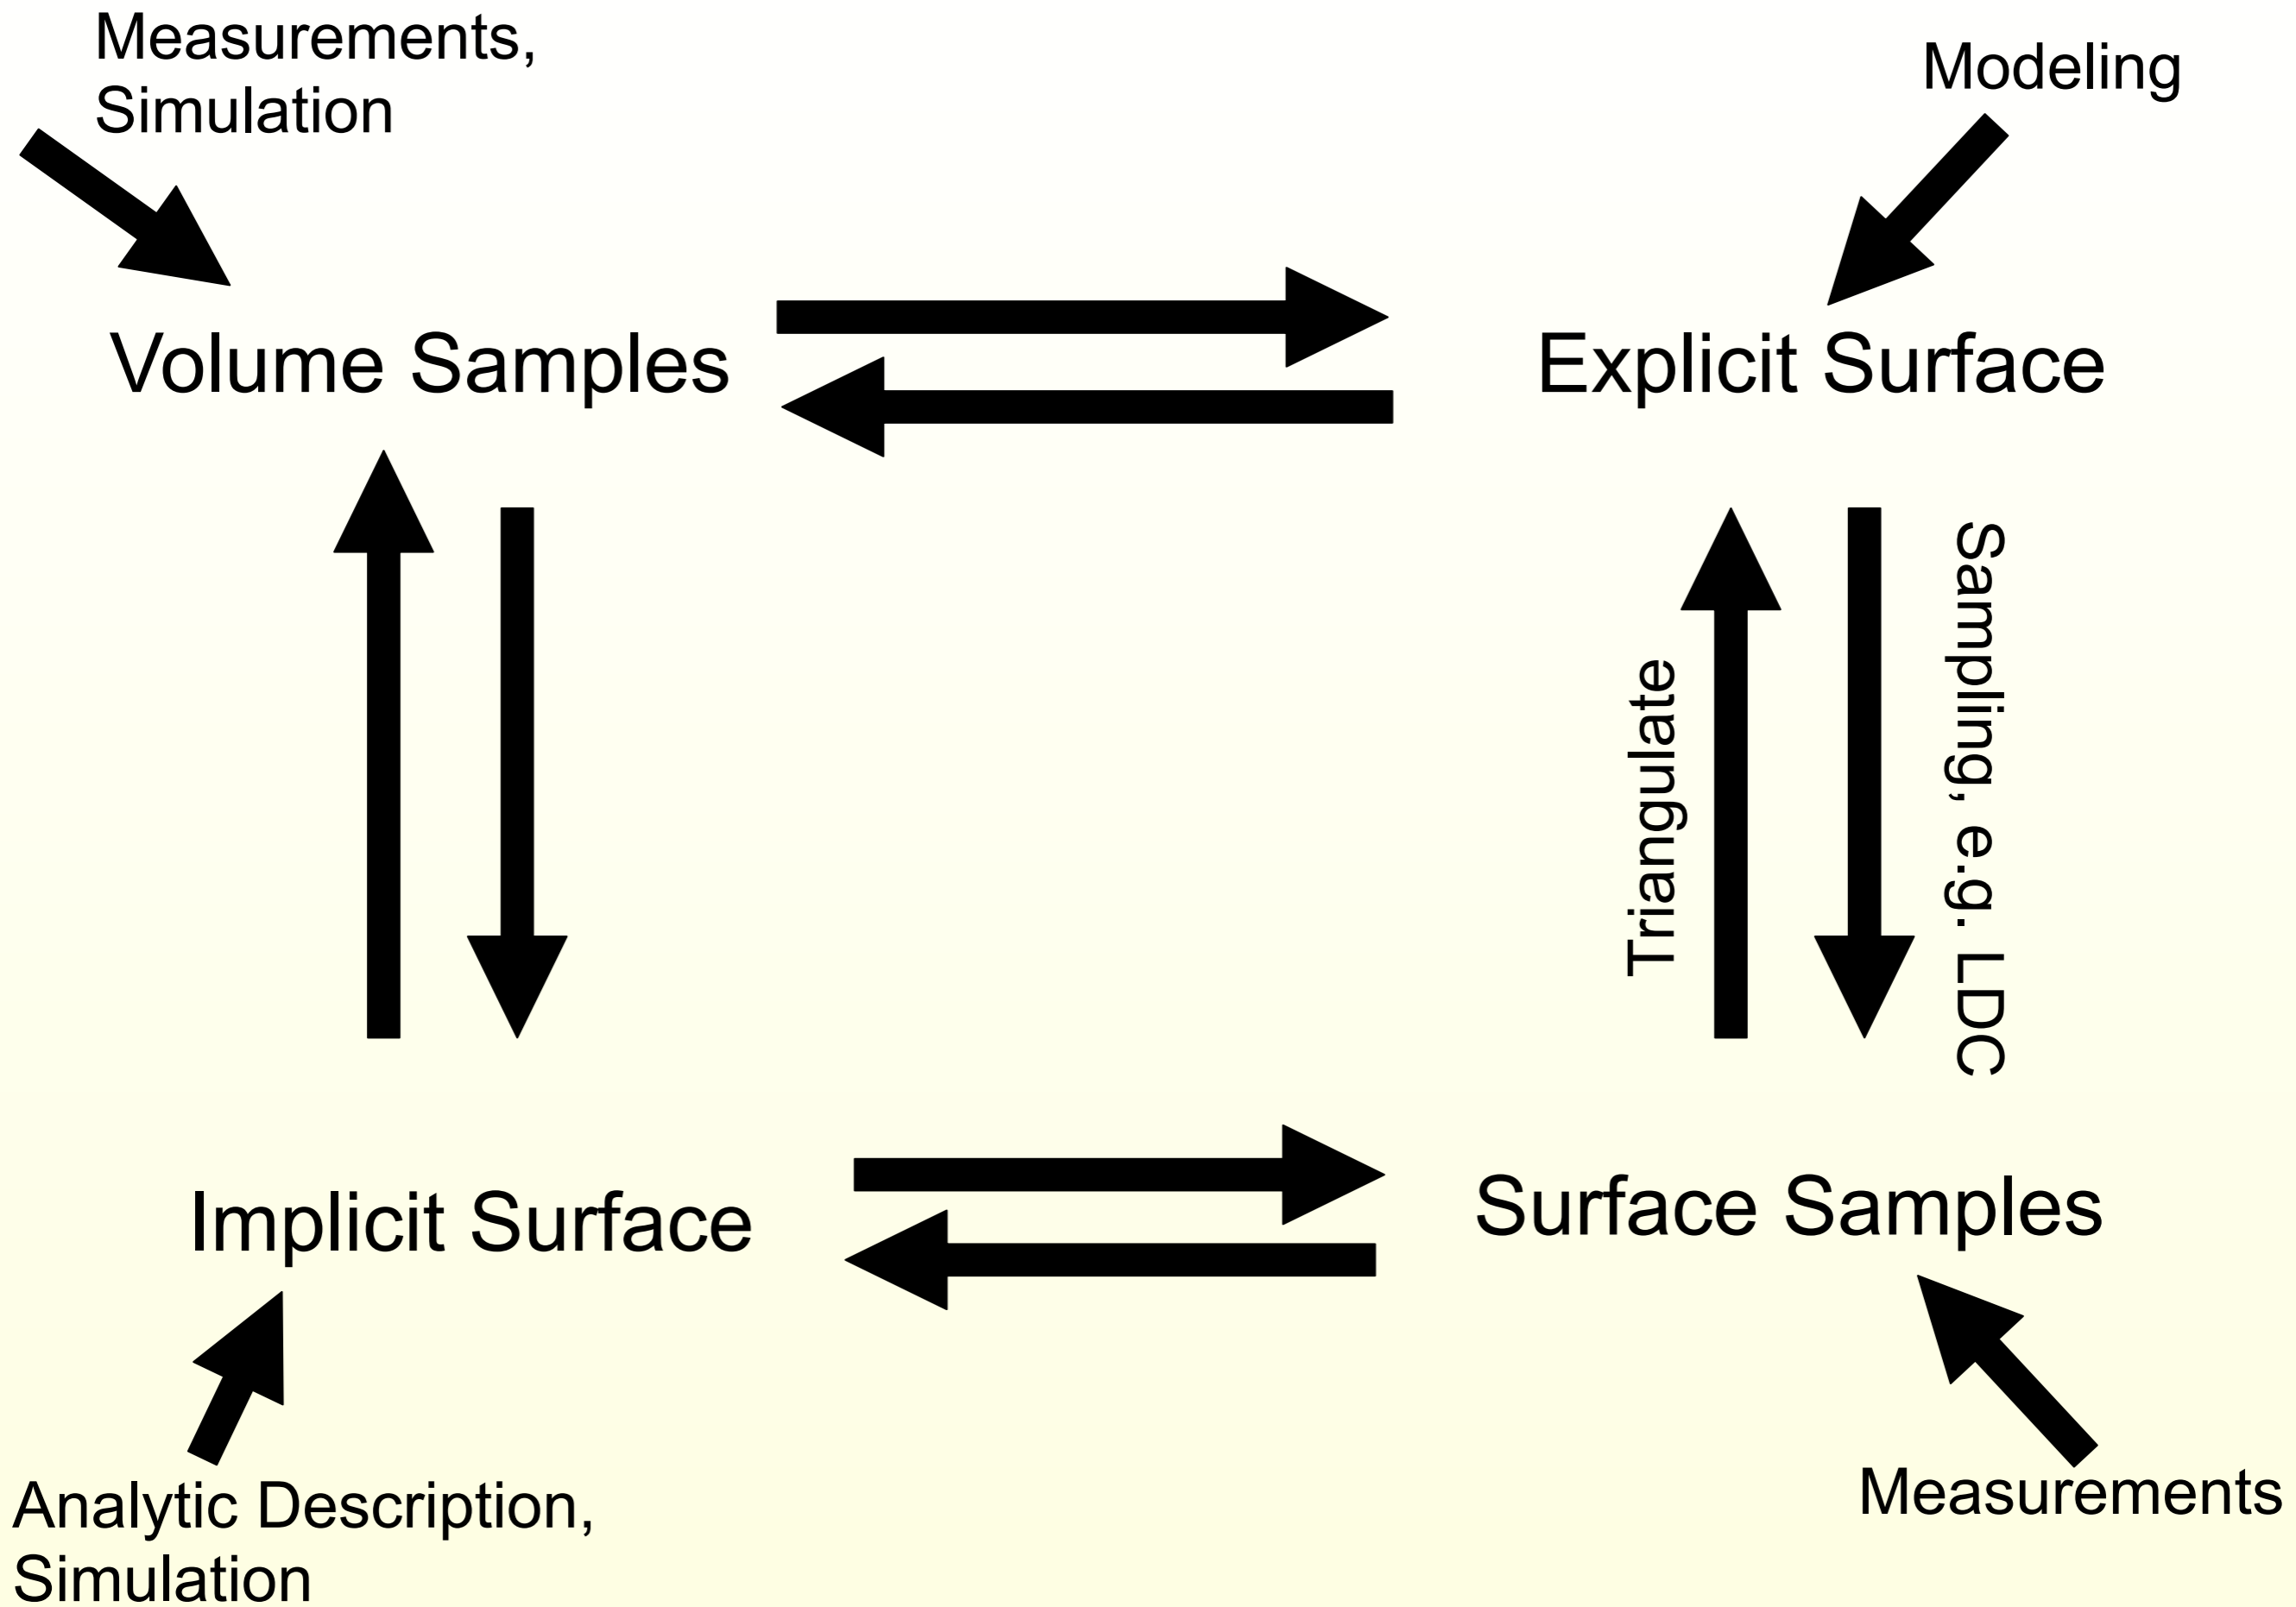 Measurements,
Simulation
Modeling
Volume Samples
Explicit Surface
Triangulate
Sampling, e.g. LDC
Implicit Surface
Surface Samples
Analytic Description,
Simulation
Measurements